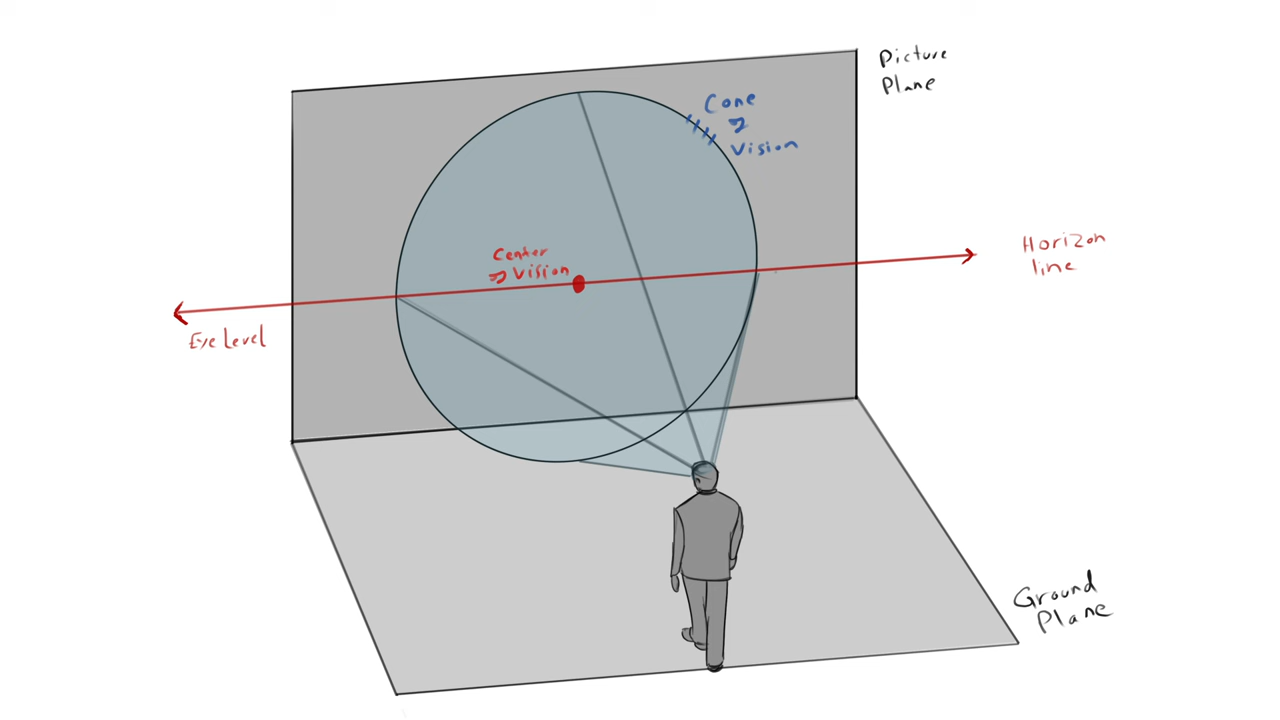 Picture
Plane
Cone
of
Vision
Center
of Vision
Horizon
line
Eye Level
Ground
Plane